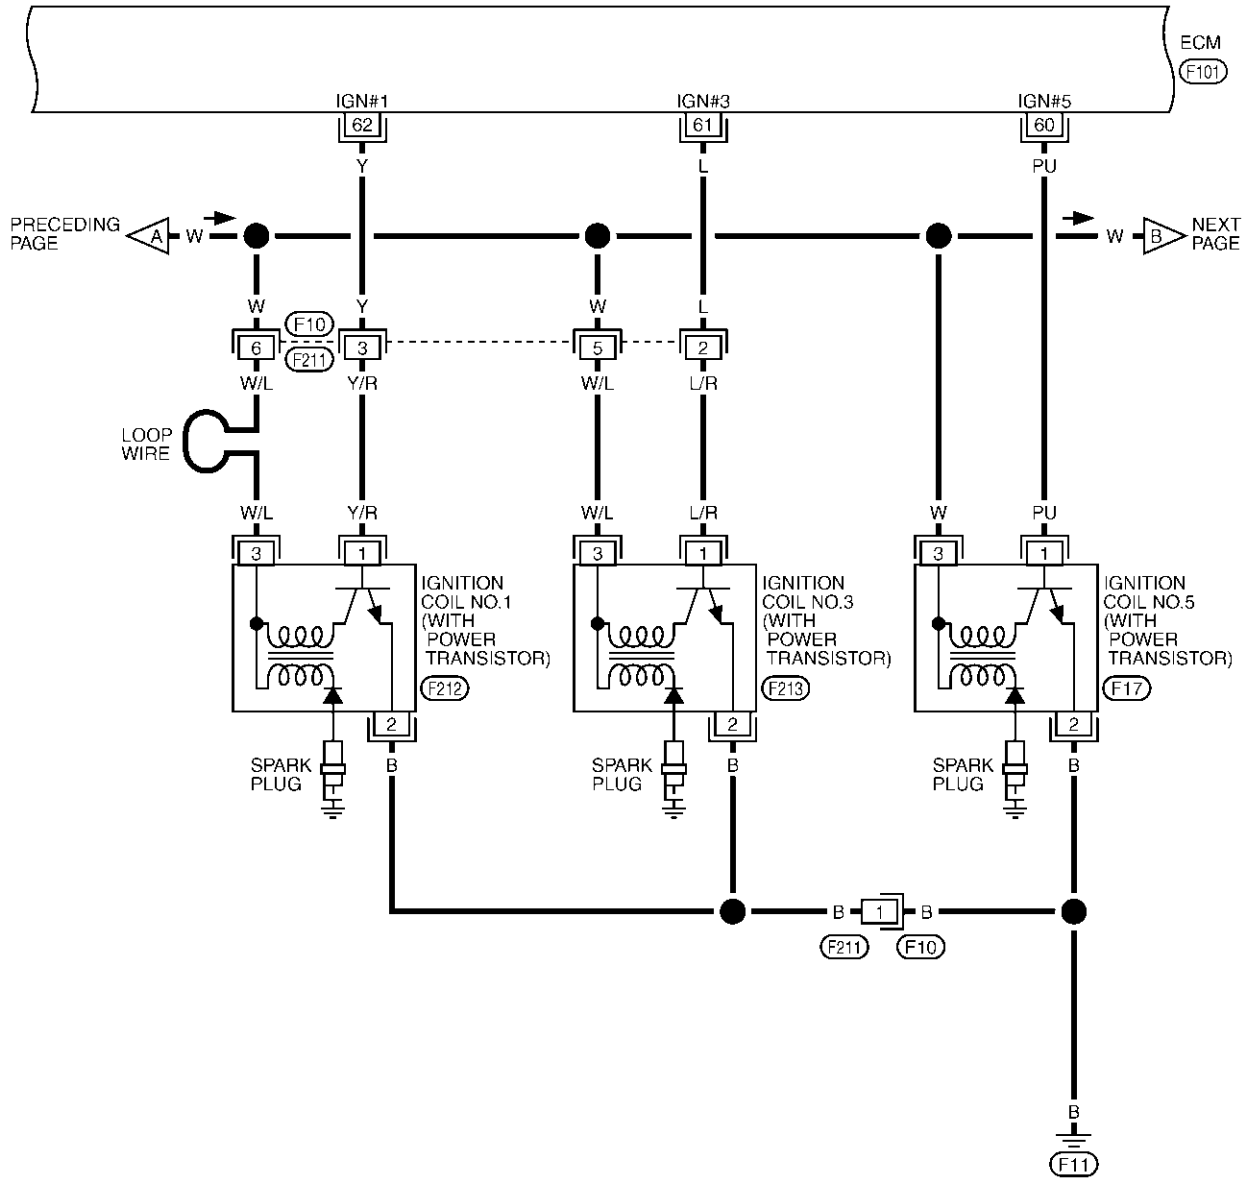 ECM
F101
IGN#1
IGN#3
IGN#5
62
61
60
Y
L
PU
PRECEDING
PAGE
A
W
W
B
NEXT
PAGE
W
Y
W
L
F10
6
3
5
2
F211
W/L
Y/R
W/L
L/R
LOOP
WIRE
W/L
Y/R
W/L
L/R
W
PU
3
1
3
1
3
1
IGNITION
COIL NO.1
(WITH
POWER
TRANSISTOR)
F212
IGNITION
COIL NO.3
(WITH
POWER
TRANSISTOR)
F213
IGNITION
COIL NO.5
(WITH
POWER
TRANSISTOR)
F17
2
2
2
SPARK
PLUG
B
SPARK
PLUG
B
SPARK
PLUG
B
B
1
B
F211
F10
B
F11